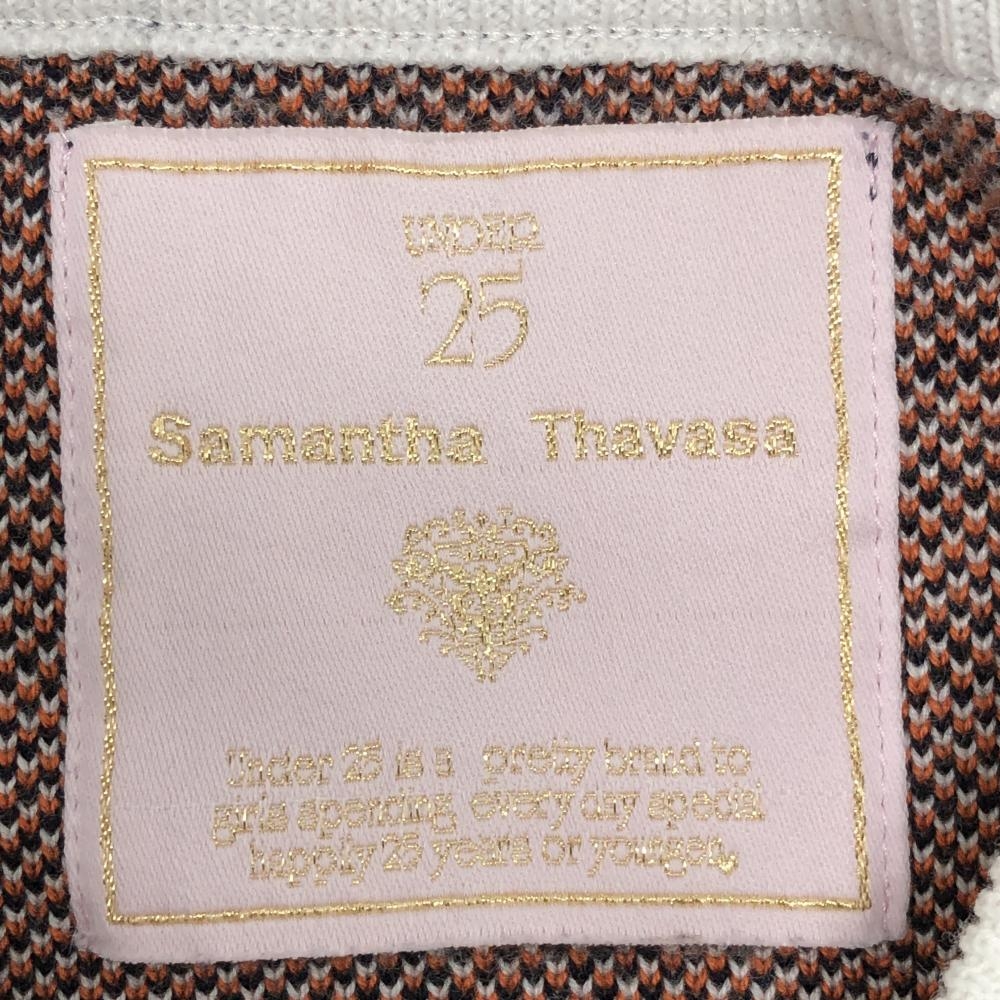 UNDER
25
Samantha Thavasa
Under 25 is a pretty brand to
girls spending every day special
happily 25 years or younger.